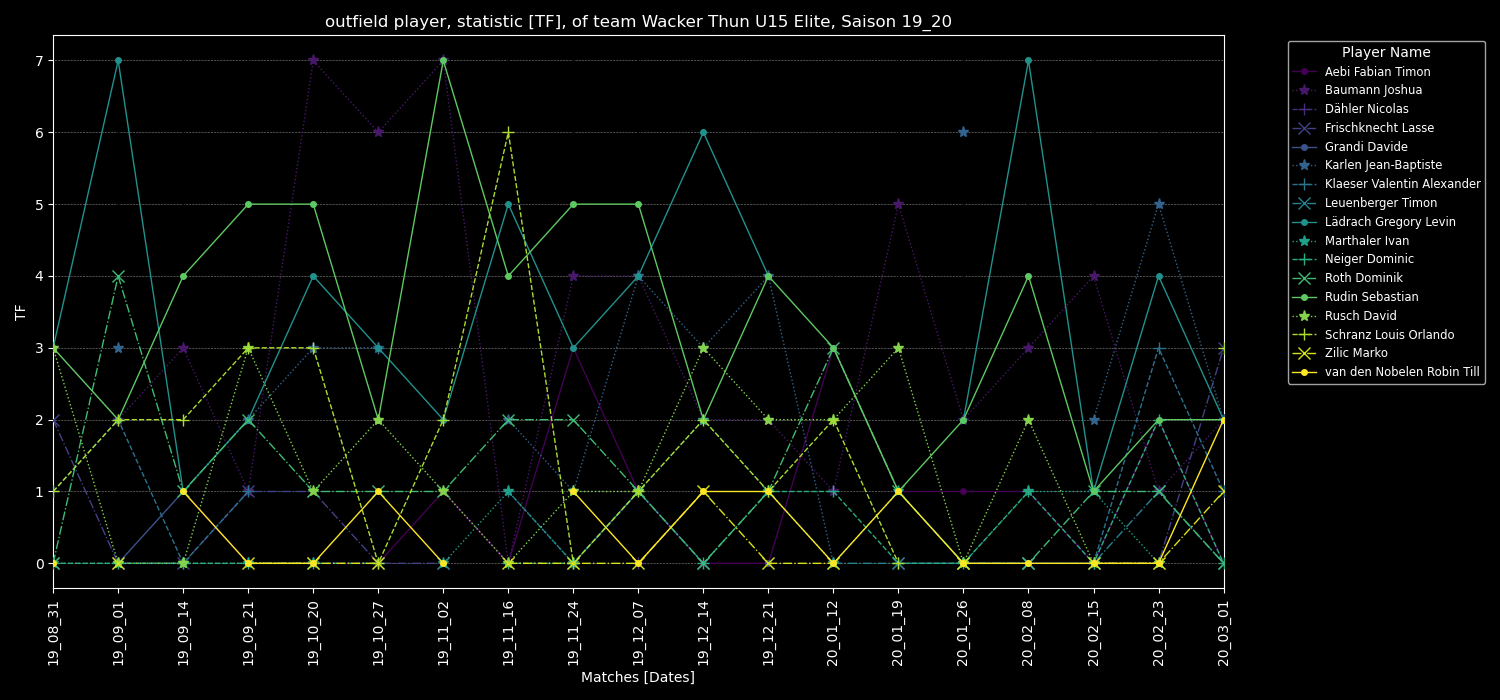 outfield player, statistic [TF], of team Wacker Thun U15 Elite, Saison 19_20
TF
7
6
5
4
3
2
1
0
19_08_31
19_09_01
19_09_14
19_09_21
19_10_20
19_10_27
19_11_02
19_11_16
19_11_24
19_12_07
19_12_14
19_12_21
20_01_12
20_01_19
20_01_26
20_02_08
20_02_15
20_02_23
20_03_01
Matches [Dates]
Player Name
Aebi Fabian Timon
Baumann Joshua
Dähler Nicolas
Frischknecht Lasse
Grandi Davide
Karlen Jean-Baptiste
Klaeser Valentin Alexander
Leuenberger Timon
Lädrach Gregory Levin
Marthaler Ivan
Neiger Dominic
Roth Dominik
Rudin Sebastian
Rusch David
Schranz Louis Orlando
Zilic Marko
van den Nobelen Robin Till